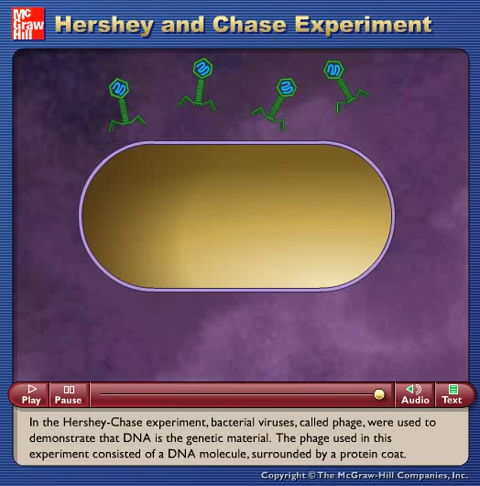 Mc
Graw
Hill
Hershey and Chase Experiment
Play
Pause
Audio
Text
In the Hershey-Chase experiment, bacterial viruses, called phage, were used to
demonstrate that DNA is the genetic material. The phage used in this
experiment consisted of a DNA molecule, surrounded by a protein coat.
Copyright © The McGraw-Hill Companies, Inc.